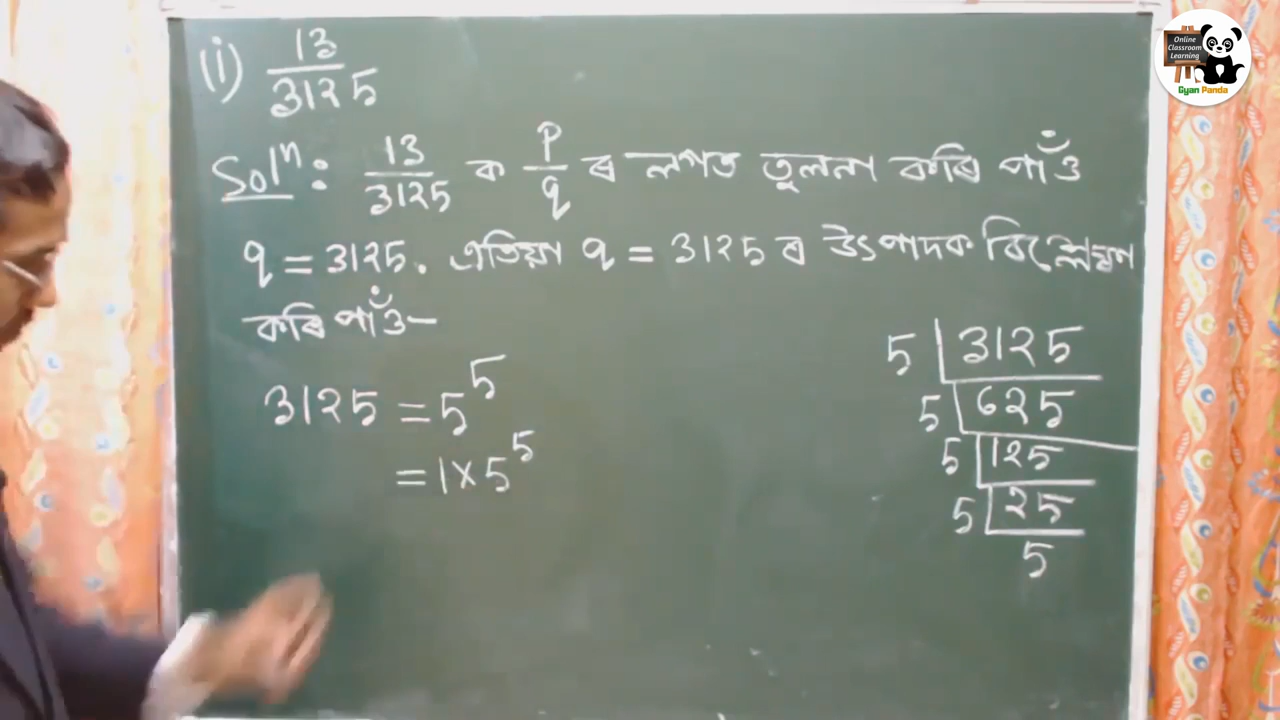 (i) 13/3125
Solⁿ: 13/3125 ক p/q ৰ লগত তুলনা কৰি পাওঁ
q = 3125. এতিয়া q = 3125 ৰ উৎপাদক বিশ্লেষণ
কৰি পাওঁ—
3125 = 5⁵
= 1 × 5⁵
5 | 3125
5 | 625
5 | 125
5 | 25
5
Online
Classroom
Learning
Gyan Panda